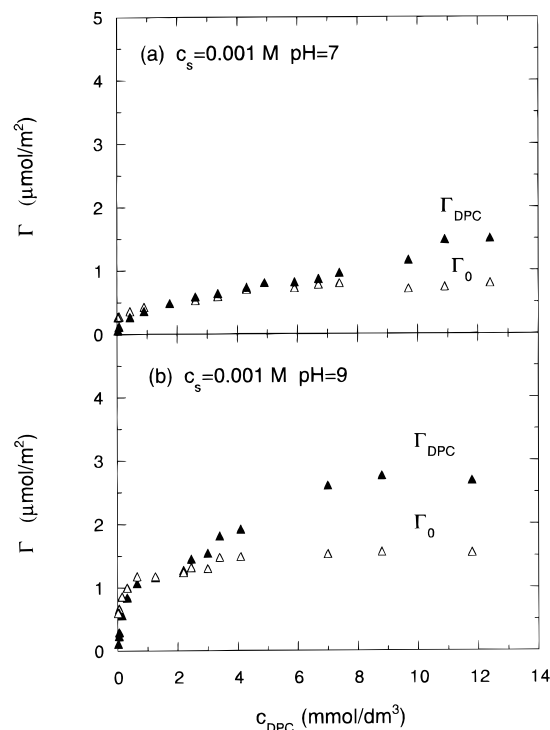 5
(a) c_s=0.001 M pH=7
4
3
Γ (μmol/m²)
2
Γ_DPC
1
Γ_0
0
(b) c_s=0.001 M pH=9
4
Γ_DPC
3
Γ (μmol/m²)
2
Γ_0
1
0
0 2 4 6 8 10 12 14
c_DPC (mmol/dm³)